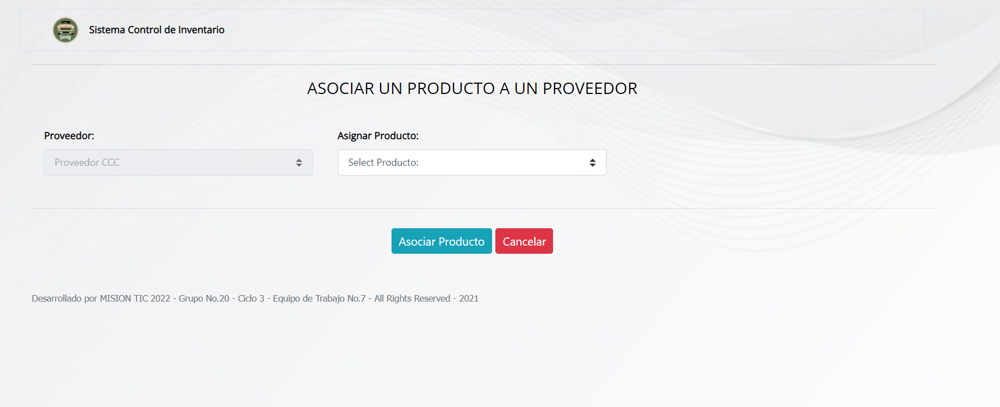 Geely
Sistema Control de Inventario
ASOCIAR UN PRODUCTO A UN PROVEEDOR
Proveedor:
Asignar Producto:
Proveedor CCC
Select Producto:
Asociar Producto
Cancelar
Desarrollado por MISION TIC 2022 - Grupo No.20 - Ciclo 3 - Equipo de Trabajo No.7 - All Rights Reserved - 2021